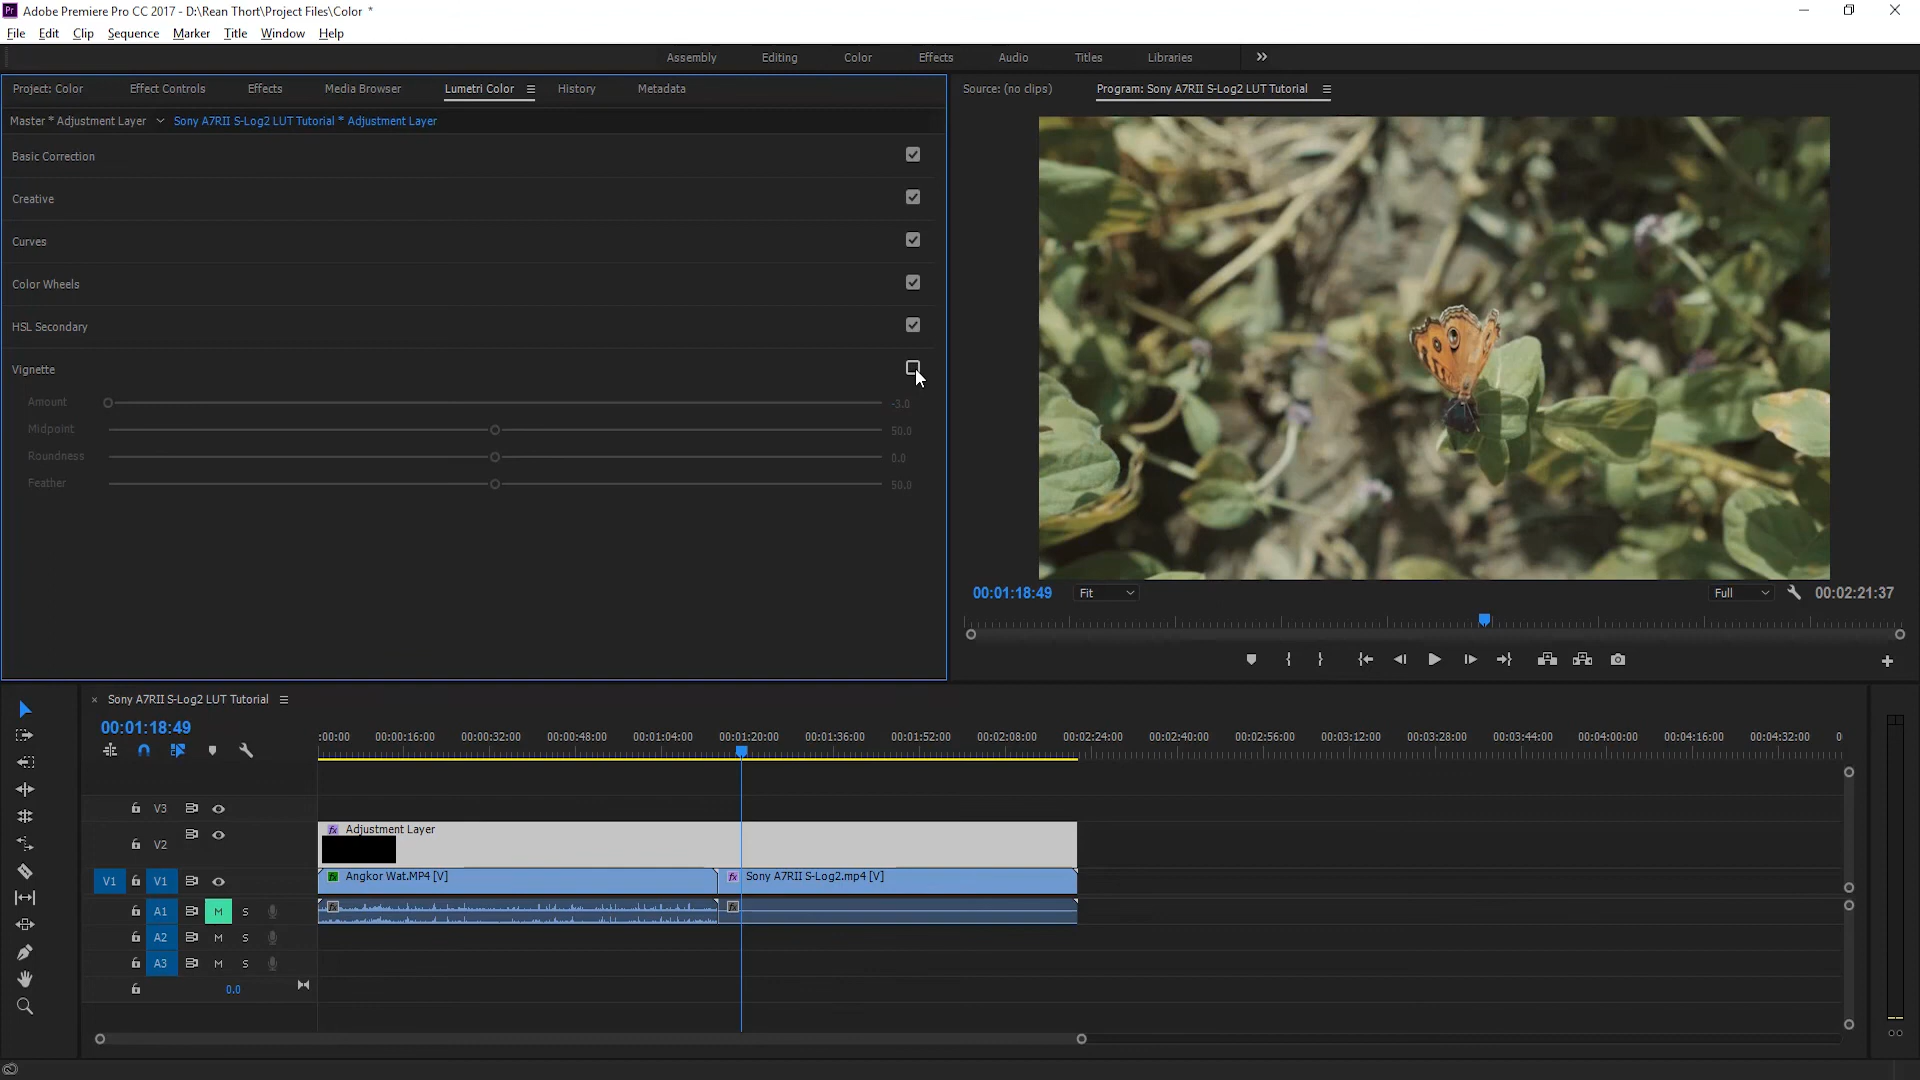 Adobe Premiere Pro CC 2017 - D:\Rean Thort\Project Files\Color *
File Edit Clip Sequence Marker Title Window Help
Assembly Editing Color Effects Audio Titles Libraries
Project: Color Effect Controls Effects Media Browser Lumetri Color History Metadata
Source: (no clips) Program: Sony A7RII S-Log2 LUT Tutorial
Master * Adjustment Layer Sony A7RII S-Log2 LUT Tutorial * Adjustment Layer
Basic Correction
Creative
Curves
Color Wheels
HSL Secondary
Vignette
Amount -3.0
Midpoint 50.0
Roundness 0.0
Feather 50.0
00:01:18:49 Fit Full 00:02:21:37
Sony A7RII S-Log2 LUT Tutorial
00:01:18:49
:00:00 00:00:16:00 00:00:32:00 00:00:48:00 00:01:04:00 00:01:20:00 00:01:36:00 00:01:52:00 00:02:08:00 00:02:24:00 00:02:40:00 00:02:56:00 00:03:12:00 00:03:28:00 00:03:44:00 00:04:00:00 00:04:16:00 00:04:32:00 0
V3
fx Adjustment Layer
V2
V1 V1 fx Angkor Wat.MP4 [V] fx Sony A7RII S-Log2.mp4 [V]
A1 M S fx fx
A2 M S
A3 M S
0.0